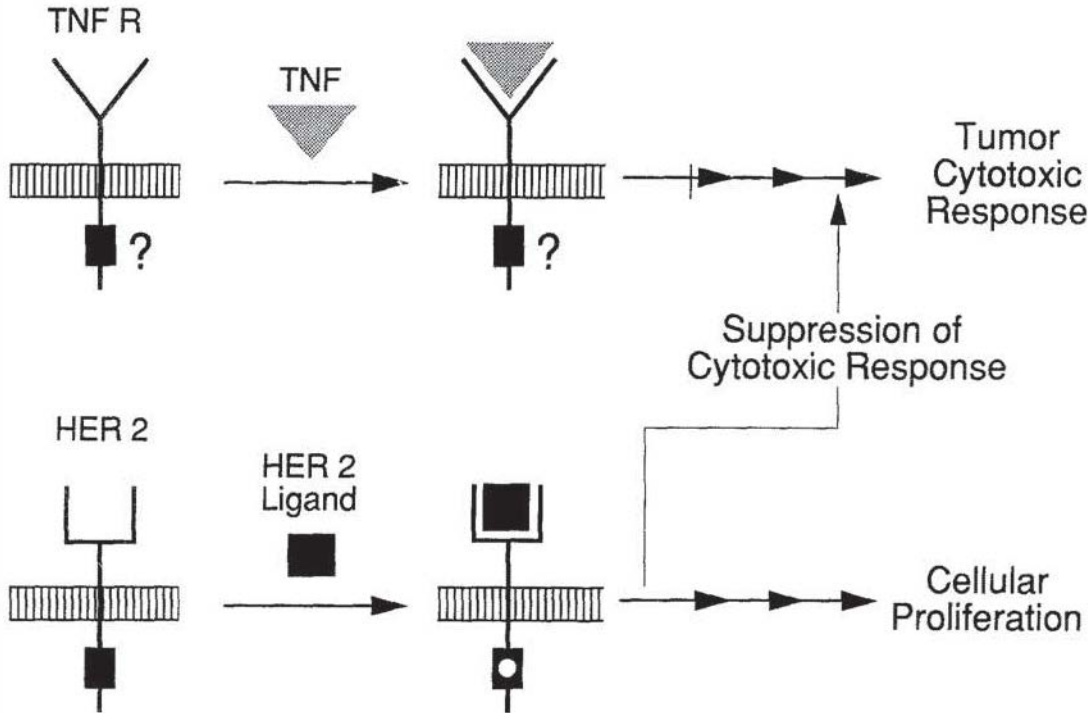 TNF R
TNF
?
?
Tumor
Cytotoxic
Response
Suppression of
Cytotoxic Response
HER 2
HER 2
Ligand
Cellular
Proliferation